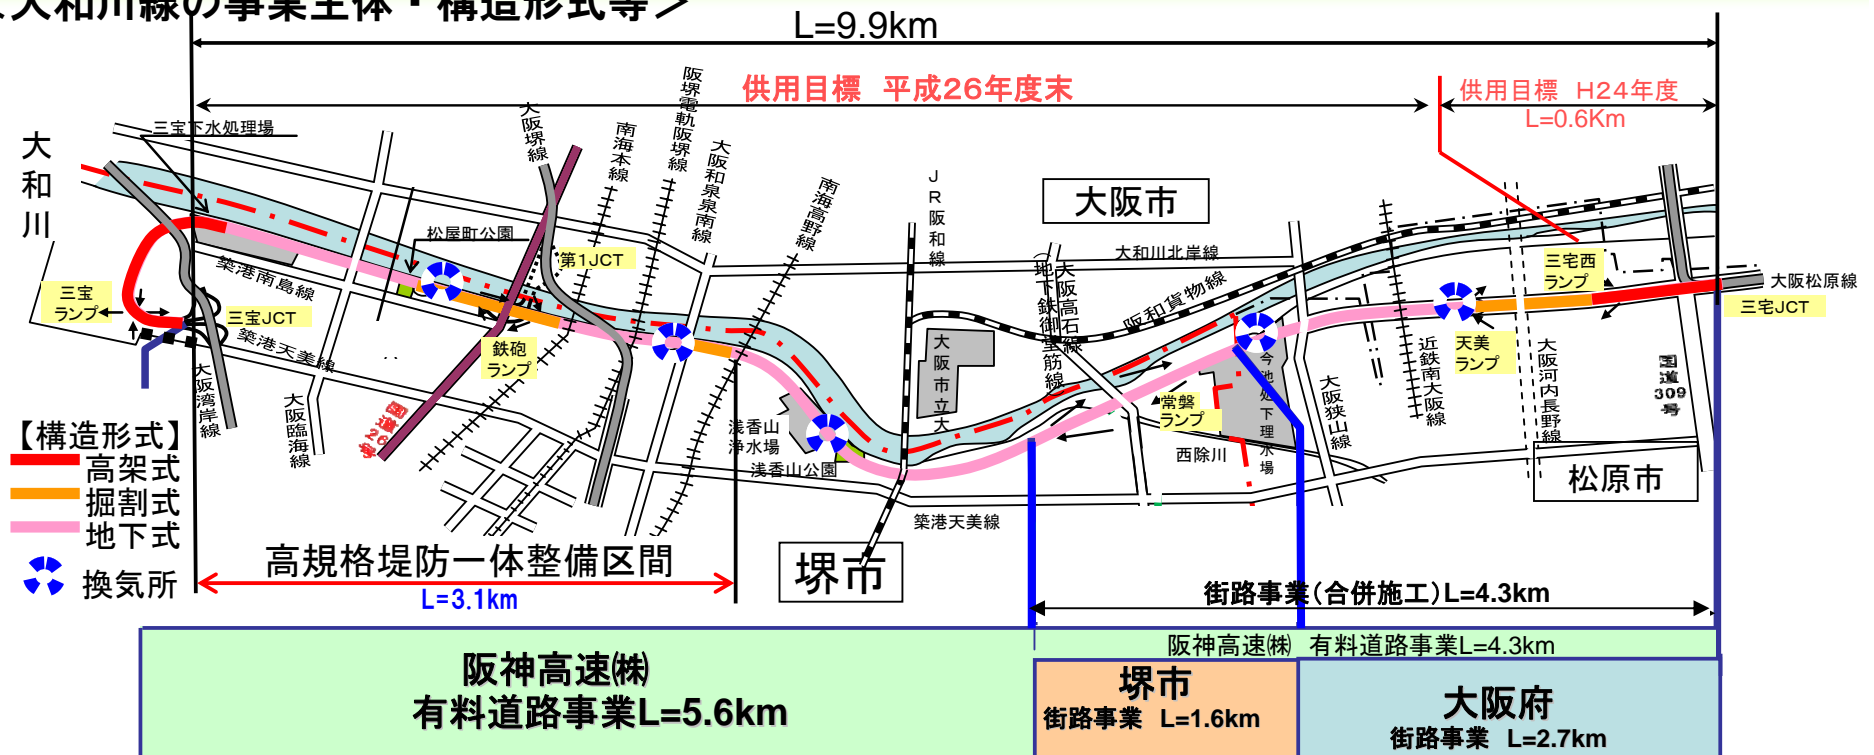 大和川線の事業主体・構造形式等＞
L=9.9km
供用目標　平成26年度末
供用目標　H24年度
L=0.6Km
大和川
三宝下水処理場
大阪堺線
南海本線
阪堺電軌阪堺線
大阪和泉泉南線
南海高野線
JR阪和線
大阪市
大和川北岸線
松屋町公園
第1JCT
築港南島線
三宝
ランプ
三宝JCT
築港天美線
鉄砲
ランプ
大阪湾岸線
大阪臨海線
国道26号
浅香山
浄水場
浅香山公園
大阪市立大
(地下鉄御堂筋線)
大阪高石線
阪和貨物線
常磐
ランプ
今池処理場
下水
西除川
大阪狭山線
近鉄南大阪線
天美
ランプ
三宅西
ランプ
大阪河内長野線
国道309号
大阪松原線
三宅JCT
松原市
堺市
築港天美線
【構造形式】
高架式
掘割式
地下式
換気所
高規格堤防一体整備区間
L=3.1km
街路事業(合併施工)L=4.3km
阪神高速㈱　有料道路事業L=4.3km
阪神高速㈱
有料道路事業L=5.6km
堺市
街路事業　L=1.6km
大阪府
街路事業　L=2.7km